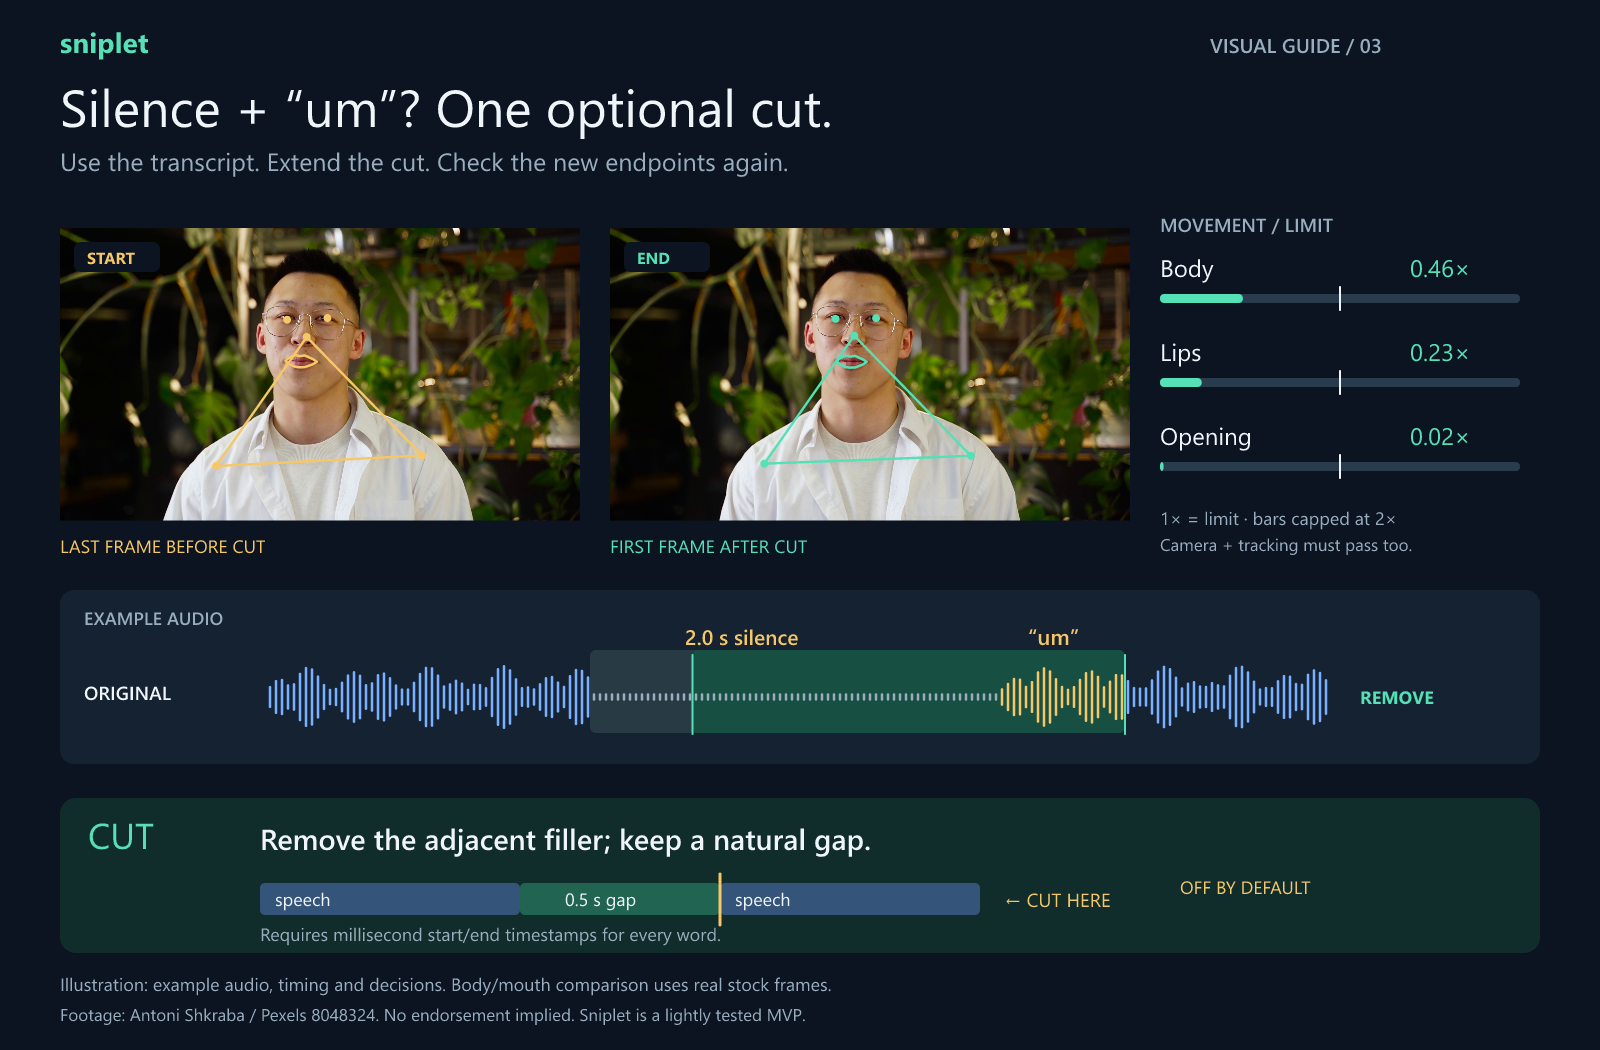 sniplet
VISUAL GUIDE / 03
Silence + “um”? One optional cut.
Use the transcript. Extend the cut. Check the new endpoints again.
START
END
LAST FRAME BEFORE CUT
FIRST FRAME AFTER CUT
MOVEMENT / LIMIT
Body 0.46×
Lips 0.23×
Opening 0.02×
1× = limit · bars capped at 2×
Camera + tracking must pass too.
EXAMPLE AUDIO
2.0 s silence “um”
ORIGINAL
REMOVE
CUT
Remove the adjacent filler; keep a natural gap.
speech 0.5 s gap speech
← CUT HERE
OFF BY DEFAULT
Requires millisecond start/end timestamps for every word.
Illustration: example audio, timing and decisions. Body/mouth comparison uses real stock frames.
Footage: Antoni Shkraba / Pexels 8048324. No endorsement implied. Sniplet is a lightly tested MVP.